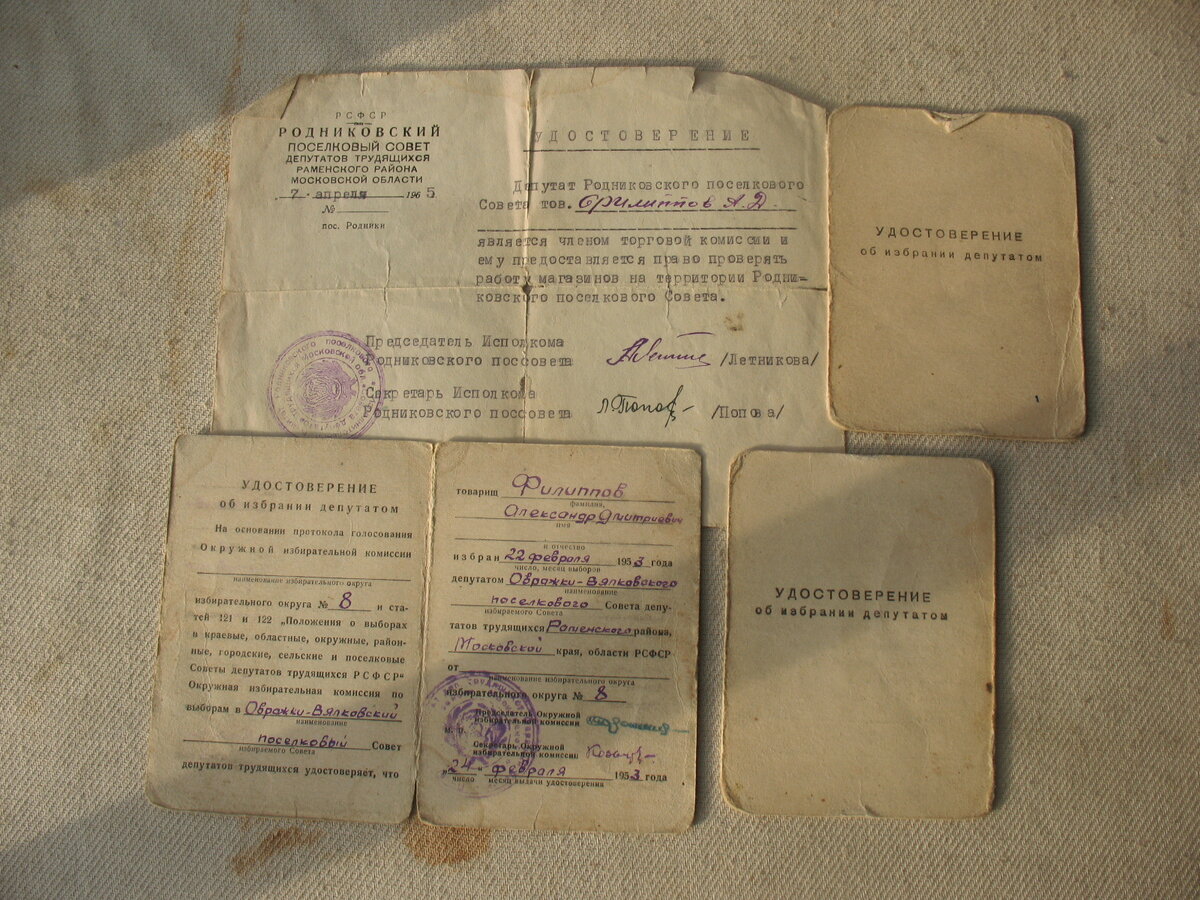 РСФСР
РОДНИКОВСКИЙ
ПОСЕЛКОВЫЙ СОВЕТ
ДЕПУТАТОВ ТРУДЯЩИХСЯ
РАМЕНСКОГО РАЙОНА
МОСКОВСКОЙ ОБЛАСТИ
7 апреля 1965
№
пос. Родники
УДОСТОВЕРЕНИЕ
Депутат Родниковского поселкового
Совета тов. Филиппов А.Д.
является членом торговой комиссии и
ему предоставляется право проверять
работу магазинов на территории Родни-
ковского поселкового Совета.
Председатель Исполкома
Родниковского поссовета /Летникова/
Секретарь Исполкома
Родниковского поссовета Л Попов /Попова/
УДОСТОВЕРЕНИЕ
об избрании депутатом
УДОСТОВЕРЕНИЕ
об избрании депутатом
На основании протокола голосования
Окружной избирательной комиссии
наименование избирательного округа
избирательного округа № 8 и ста-
тей 121 и 122 „Положения о выборах
в краевые, областные, окружные, район-
ные, городские, сельские и поселковые
Советы депутатов трудящихся РСФСР“
Окружная избирательная комиссия по
выборам в Овражки-Вялковский
наименование
поселковый Совет
избираемого Совета
депутатов трудящихся удостоверяет, что
товарищ Филиппов
фамилия,
Александр Дмитриевич
имя
и отчество
избран 22 февраля 1953 года
число, месяц выборов
депутатом Овражки-Вялковского
наименование
поселкового Совета депу-
избираемого Совета
татов трудящихся Раменского района,
Московской края, области РСФСР
от
наименование избирательного округа
избирательного округа № 8
Председатель Окружной
избирательной комиссии
М. П.
Секретарь Окружной
избирательной комиссии
„24“ февраля 1953 года
число месяц выдачи удостоверения
УДОСТОВЕРЕНИЕ
об избрании депутатом